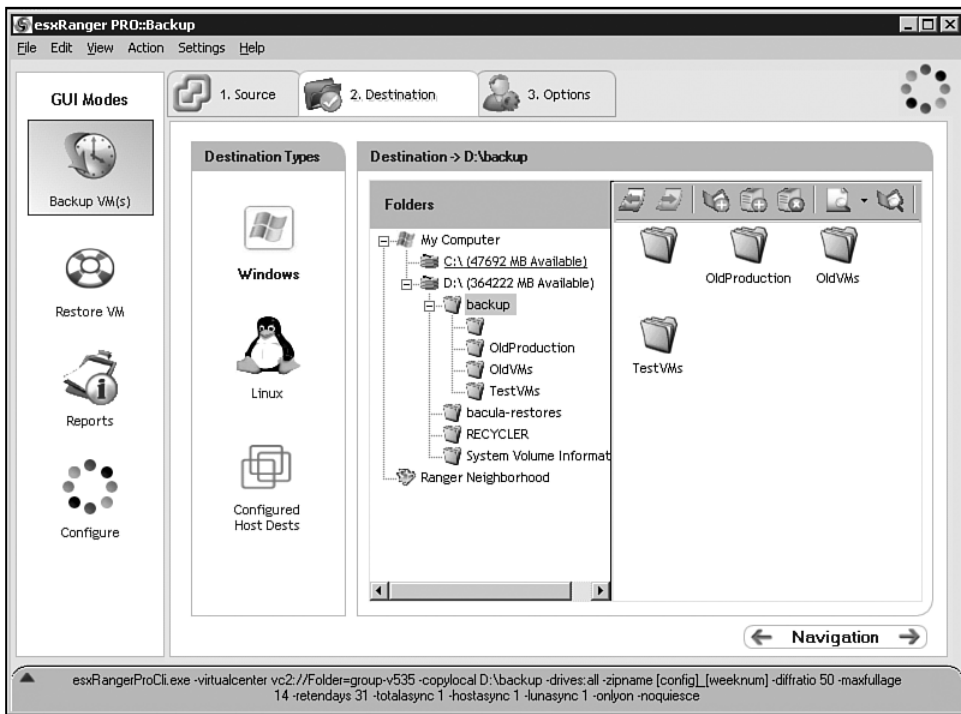 esxRanger PRO::Backup
File Edit View Action Settings Help
GUI Modes
Backup VM(s)
Restore VM
Reports
Configure
1. Source
2. Destination
3. Options
Destination Types
Windows
Linux
Configured
Host Dests
Destination -> D:\backup
Folders
My Computer
C:\ (47692 MB Available)
D:\ (364222 MB Available)
backup
OldProduction
OldVMs
TestVMs
bacula-restores
RECYCLER
System Volume Informat
Ranger Neighborhood
OldProduction
OldVMs
TestVMs
Navigation
esxRangerProCli.exe -virtualcenter vc2://Folder=group-v535 -copylocal D:\backup -drives:all -zipname [config]_[weeknum] -diffratio 50 -maxfullage
14 -retendays 31 -totalasync 1 -hostasync 1 -lunasync 1 -onlyon -noquiesce